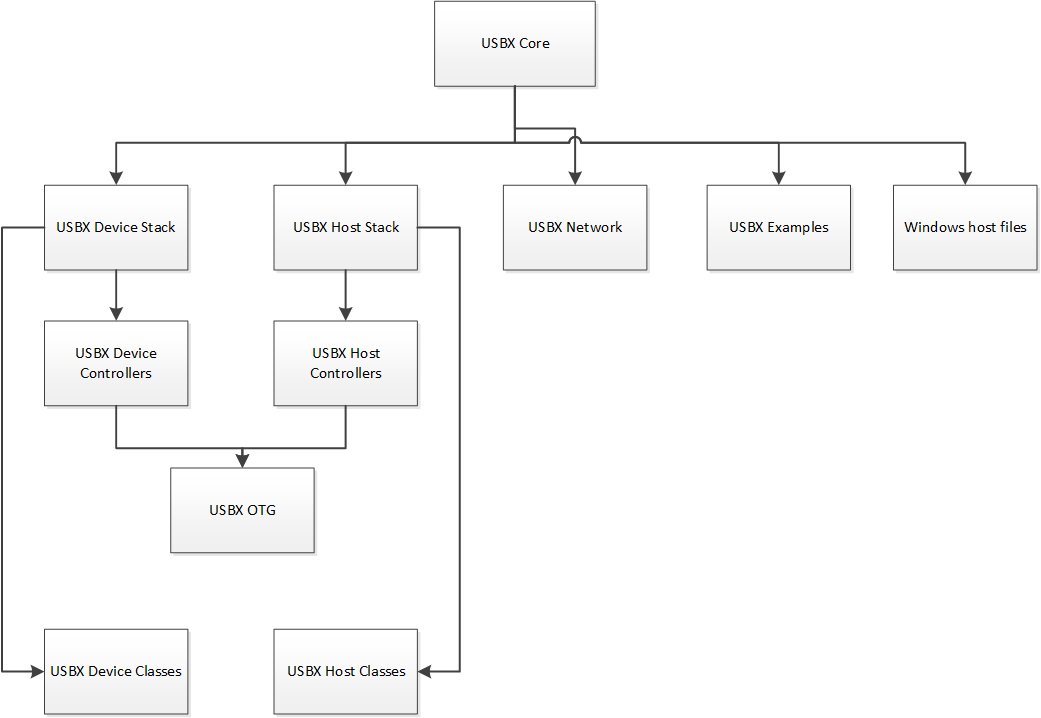 USBX Core
USBX Device Stack
USBX Host Stack
USBX Network
USBX Examples
Windows host files
USBX Device
Controllers
USBX Host
Controllers
USBX OTG
USBX Device Classes
USBX Host Classes